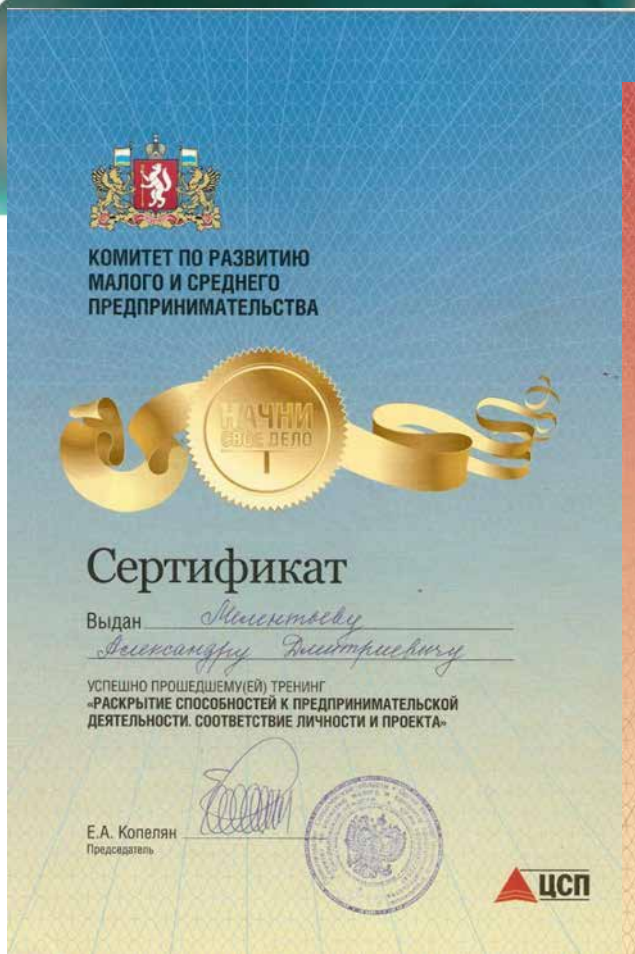 КОМИТЕТ ПО РАЗВИТИЮ
МАЛОГО И СРЕДНЕГО
ПРЕДПРИНИМАТЕЛЬСТВА
НАЧНИ
СВОЕ ДЕЛО
Сертификат
Выдан Мелентьеву
Александру Дмитриевичу
УСПЕШНО ПРОШЕДШЕМУ(ЕЙ) ТРЕНИНГ
«РАСКРЫТИЕ СПОСОБНОСТЕЙ К ПРЕДПРИНИМАТЕЛЬСКОЙ
ДЕЯТЕЛЬНОСТИ. СООТВЕТСТВИЕ ЛИЧНОСТИ И ПРОЕКТА»
Е.А. Копелян
Председатель
ЦСП